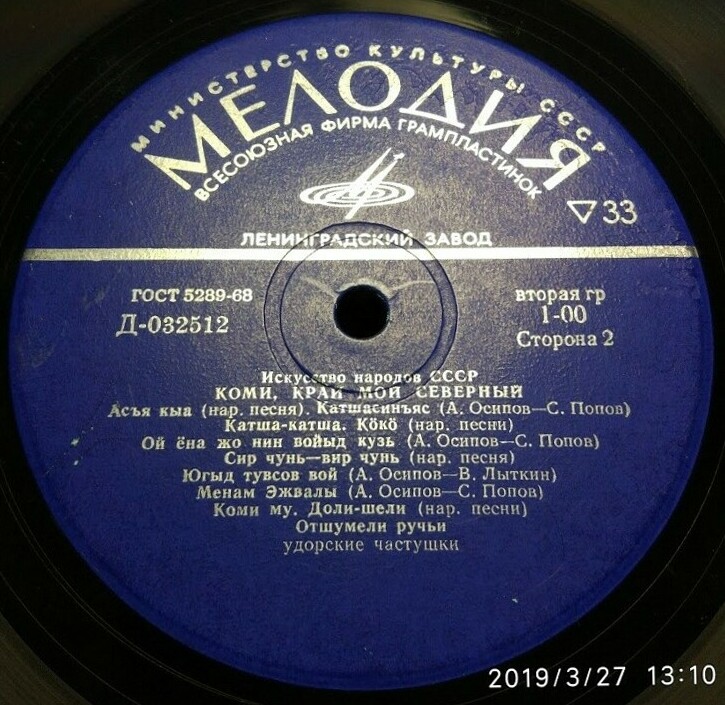 МИНИСТЕРСТВО КУЛЬТУРЫ СССР
МЕЛОДИЯ
ВСЕСОЮЗНАЯ ФИРМА ГРАМПЛАСТИНОК
▽33
ЛЕНИНГРАДСКИЙ ЗАВОД
ГОСТ 5289-68
вторая гр
Д-032512
1-00
Сторона 2
Искусство народов СССР
КОМИ, КРАЙ МОЙ СЕВЕРНЫЙ
Асъя кыа (нар. песня). Катшасинъяс (А. Осипов—С. Попов)
Катша-катша. Кӧкӧ (нар. песни)
Ой ёна жо нин войыд кузь (А. Осипов—С. Попов)
Сир чунь—вир чунь (нар. песня)
Югыд тувсов вой (А. Осипов—В. Лыткин)
Менам Эжвалы (А. Осипов—С. Попов)
Коми му. Доли-шели (нар. песни)
Отшумели ручьи
удорские частушки
2019/3/27 13:10